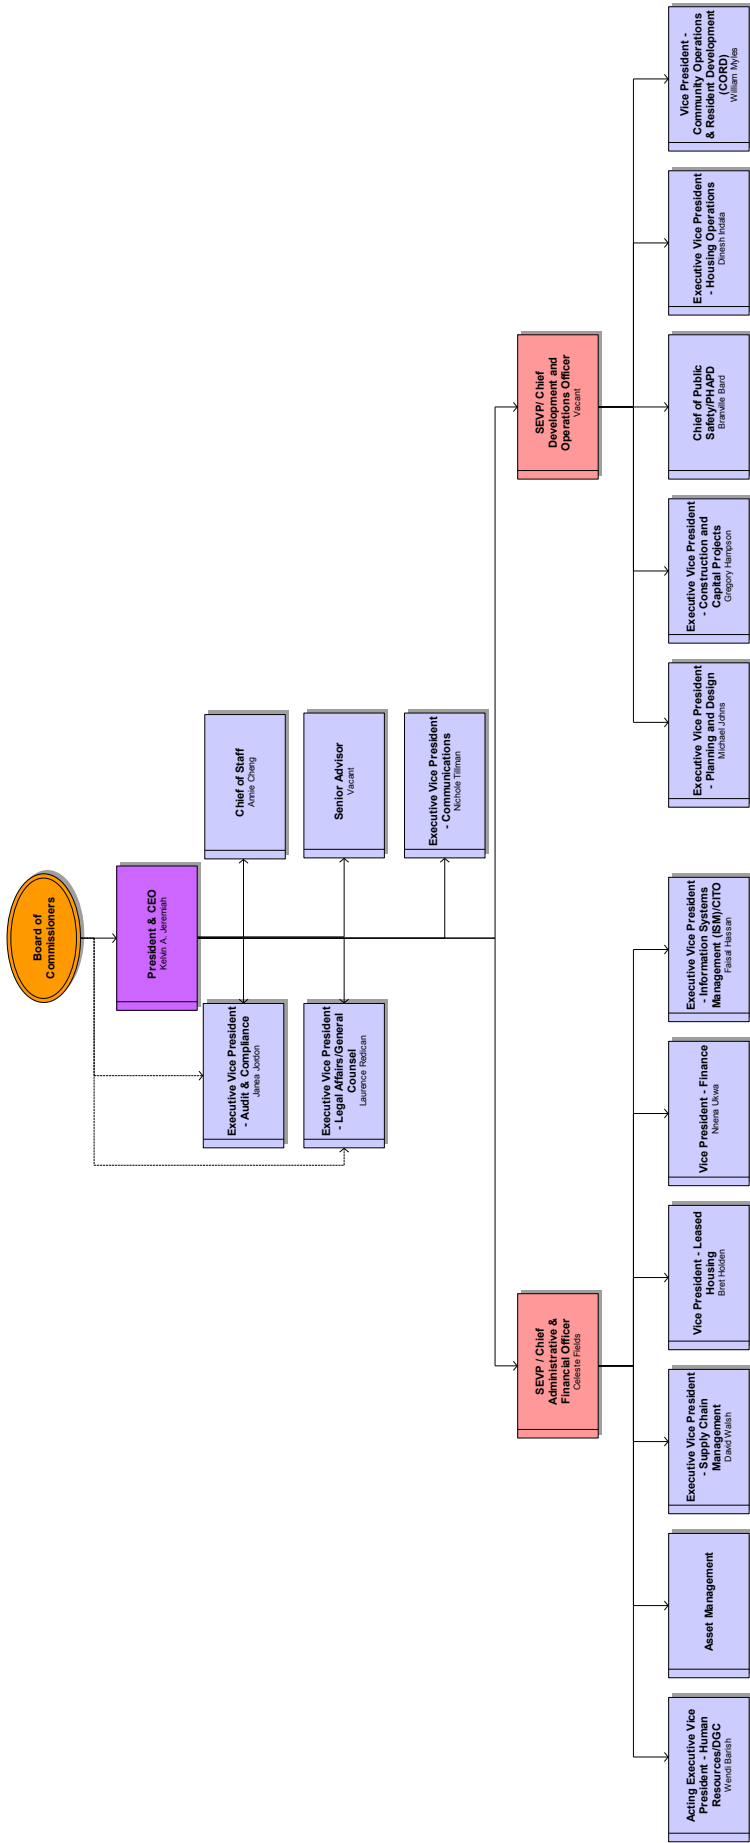 Board of
Commissioners
President & CEO
Kelvin A. Jeremiah
Executive Vice President
- Audit & Compliance
Janea Jordon
Chief of Staff
Annie Cheng
Executive Vice President
- Legal Affairs/General
Counsel
Laurence Redican
Senior Advisor
Vacant
Executive Vice President
- Communications
Nichole Tillman
SEVP / Chief
Administrative &
Financial Officer
Celeste Fields
SEVP/ Chief
Development and
Operations Officer
Vacant
Acting Executive Vice
President - Human
Resources/DGC
Wendi Barish
Asset Management
Executive Vice President
- Supply Chain
Management
David Walsh
Vice President - Leased
Housing
Bret Holden
Vice President - Finance
Nnena Ukwa
Executive Vice President
- Information Systems
Management (ISM)/CITO
Faisal Hassan
Executive Vice President
- Planning and Design
Michael Johns
Executive Vice President
- Construction and
Capital Projects
Gregory Hampson
Chief of Public
Safety/PHAPD
Branville Bard
Executive Vice President
- Housing Operations
Dinesh Indala
Vice President -
Community Operations
& Resident Development
(CORD)
William Myles